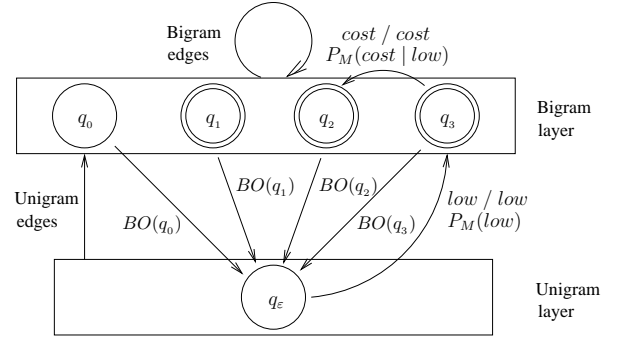 Bigram
edges
cost / cost
P_M(cost | low)
q_0
q_1
q_2
q_3
Bigram
layer
Unigram
edges
BO(q_0)
BO(q_1)
BO(q_2)
BO(q_3)
low / low
P_M(low)
q_ε
Unigram
layer